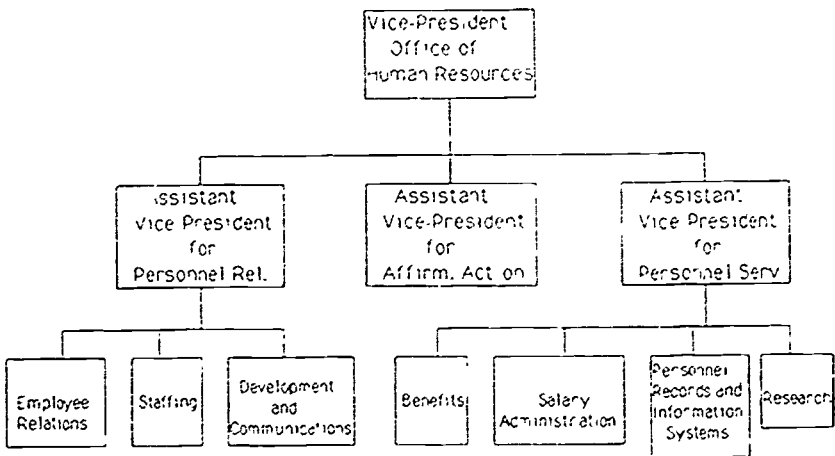 Vice-President
Office of
Human Resources
Assistant
Vice President
for
Personnel Rel.
Assistant
Vice-President
for
Affirm. Action
Assistant
Vice President
for
Personnel Serv
Employee
Relations
Staffing
Development
and
Communications
Benefits
Salary
Administration
Personnel
Records and
Information
Systems
Research